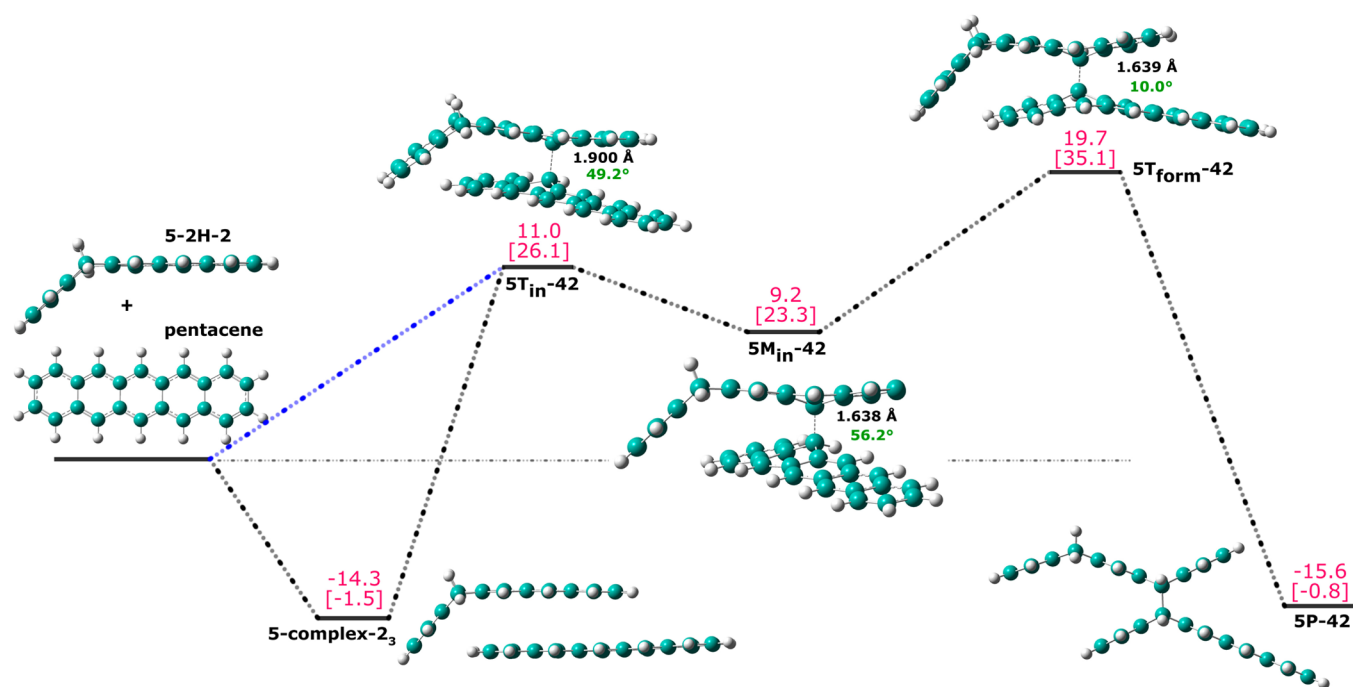 1.639 Å
10.0°
19.7
[35.1]
5Tform-42
1.900 Å
49.2°
11.0
[26.1]
5Tin-42
5-2H-2
+
pentacene
9.2
[23.3]
5Min-42
1.638 Å
56.2°
-14.3
[-1.5]
5-complex-2₃
-15.6
[-0.8]
5P-42